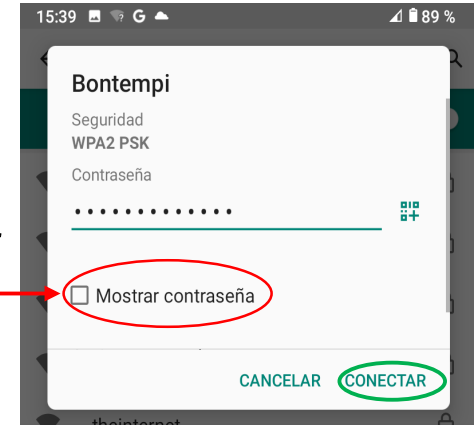 15:39 G 89 %
Bontempi
Seguridad
WPA2 PSK
Contraseña
•••••••••••••
Mostrar contraseña
CANCELAR CONECTAR
theinternet